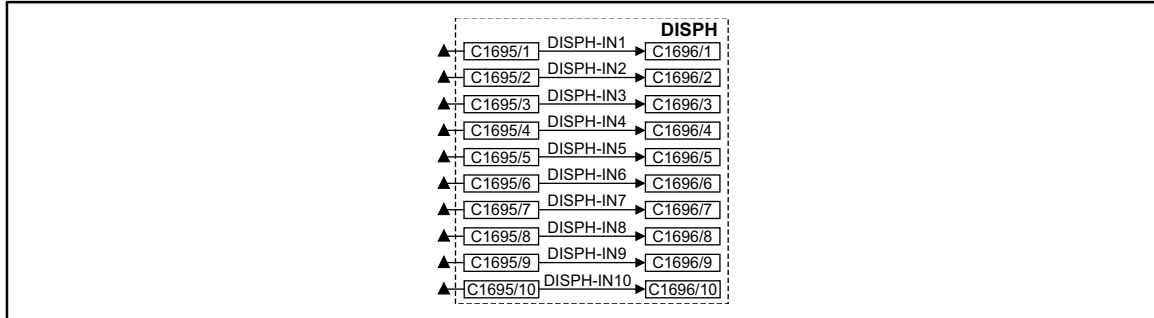 DISPH
C1695/1 DISPH-IN1 C1696/1
C1695/2 DISPH-IN2 C1696/2
C1695/3 DISPH-IN3 C1696/3
C1695/4 DISPH-IN4 C1696/4
C1695/5 DISPH-IN5 C1696/5
C1695/6 DISPH-IN6 C1696/6
C1695/7 DISPH-IN7 C1696/7
C1695/8 DISPH-IN8 C1696/8
C1695/9 DISPH-IN9 C1696/9
C1695/10 DISPH-IN10 C1696/10